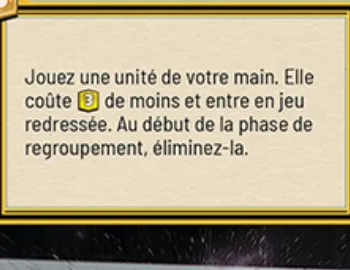 Jouez une unité de votre main. Elle
coûte 3 de moins et entre en jeu
redressée. Au début de la phase de
regroupement, éliminez-la.